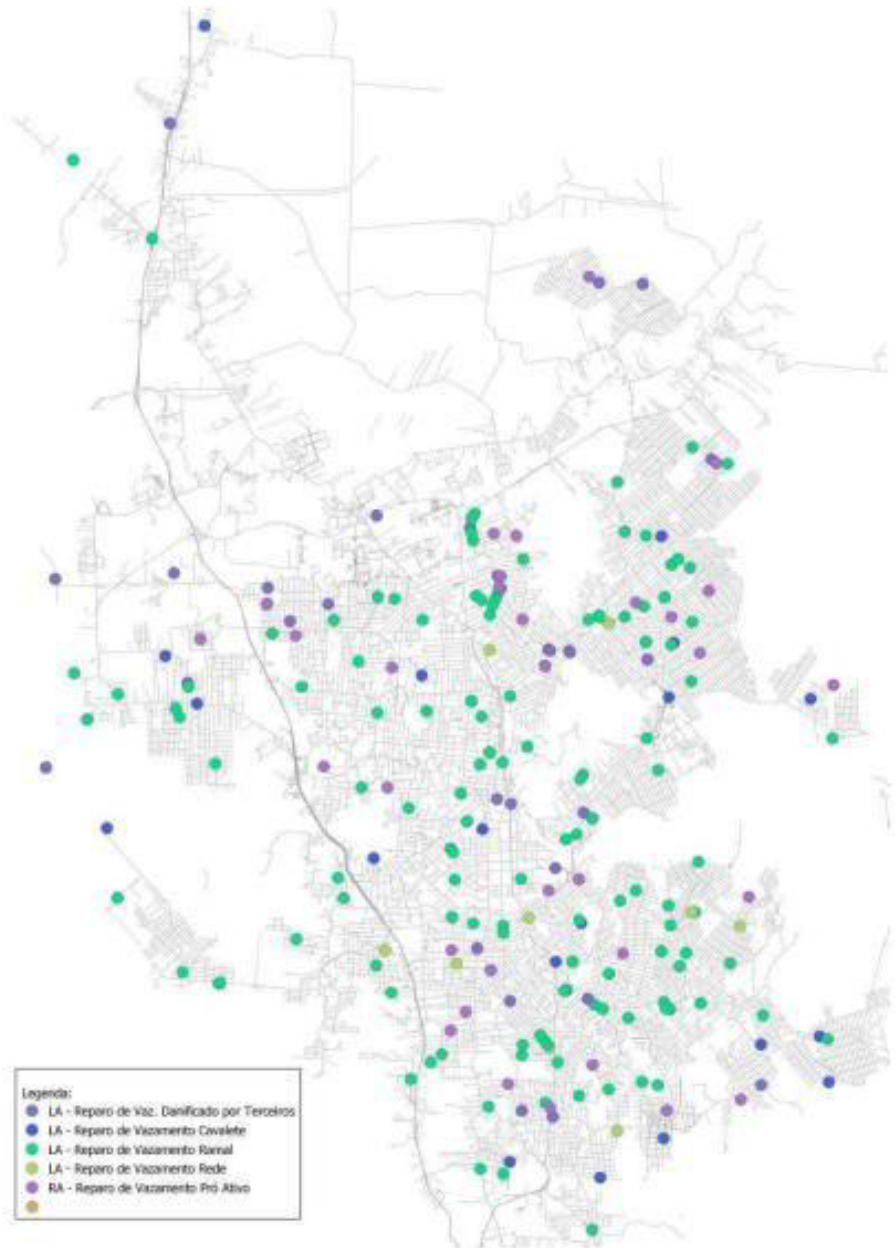 Legenda:
LA - Reparo de Vaz. Danificado por Terceiros
LA - Reparo de Vazamento Cavalete
LA - Reparo de Vazamento Ramal
LA - Reparo de Vazamento Rede
RA - Reparo de Vazamento Pró Ativo